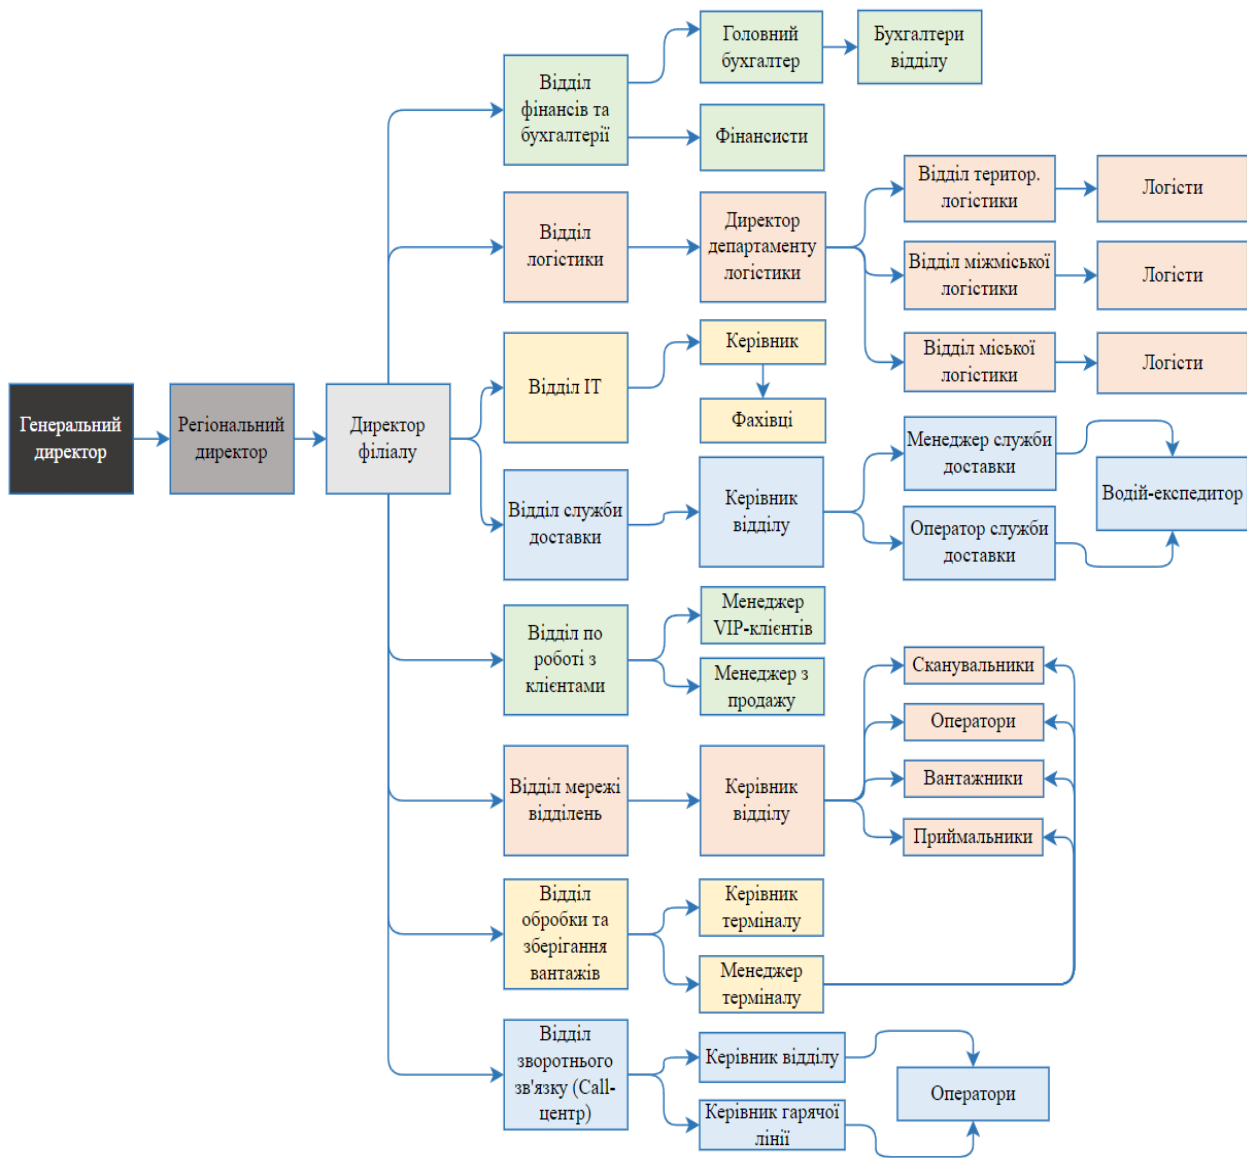 Генеральний
директор
Регіональний
директор
Директор
філіалу
Відділ
фінансів та
бухгалтерії
Головний
бухгалтер
Бухгалтери
відділу
Фінансисти
Відділ
логістики
Директор
департаменту
логістики
Відділ територ.
логістики
Логісти
Відділ міжміської
логістики
Логісти
Відділ міської
логістики
Логісти
Відділ ІТ
Керівник
Фахівці
Відділ служби
доставки
Керівник
відділу
Менеджер служби
доставки
Оператор служби
доставки
Водій-експедитор
Відділ по
роботі з
клієнтами
Менеджер
VIP-клієнтів
Менеджер з
продажу
Відділ мережі
відділень
Керівник
відділу
Сканувальники
Оператори
Вантажники
Приймальники
Відділ
обробки та
зберігання
вантажів
Керівник
терміналу
Менеджер
терміналу
Відділ
зворотнього
зв'язку (Call-
центр)
Керівник відділу
Керівник гарячої
лінії
Оператори